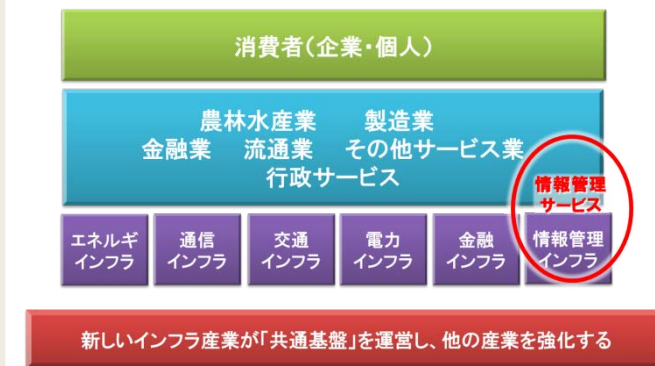 消費者(企業・個人)
農林水産業　製造業
金融業　流通業　その他サービス業
行政サービス
情報管理
サービス
エネルギ
インフラ
通信
インフラ
交通
インフラ
電力
インフラ
金融
インフラ
情報管理
インフラ
新しいインフラ産業が「共通基盤」を運営し、他の産業を強化する